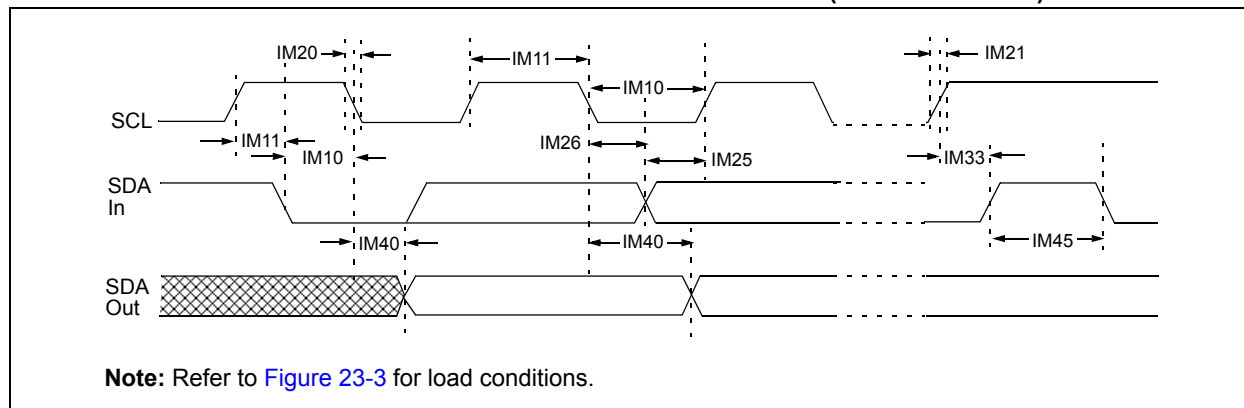 IM20
IM11
IM21
IM10
SCL
IM11
IM26
IM10
IM25
IM33
SDA
In
IM40
IM40
IM45
SDA
Out
Note: Refer to Figure 23-3 for load conditions.